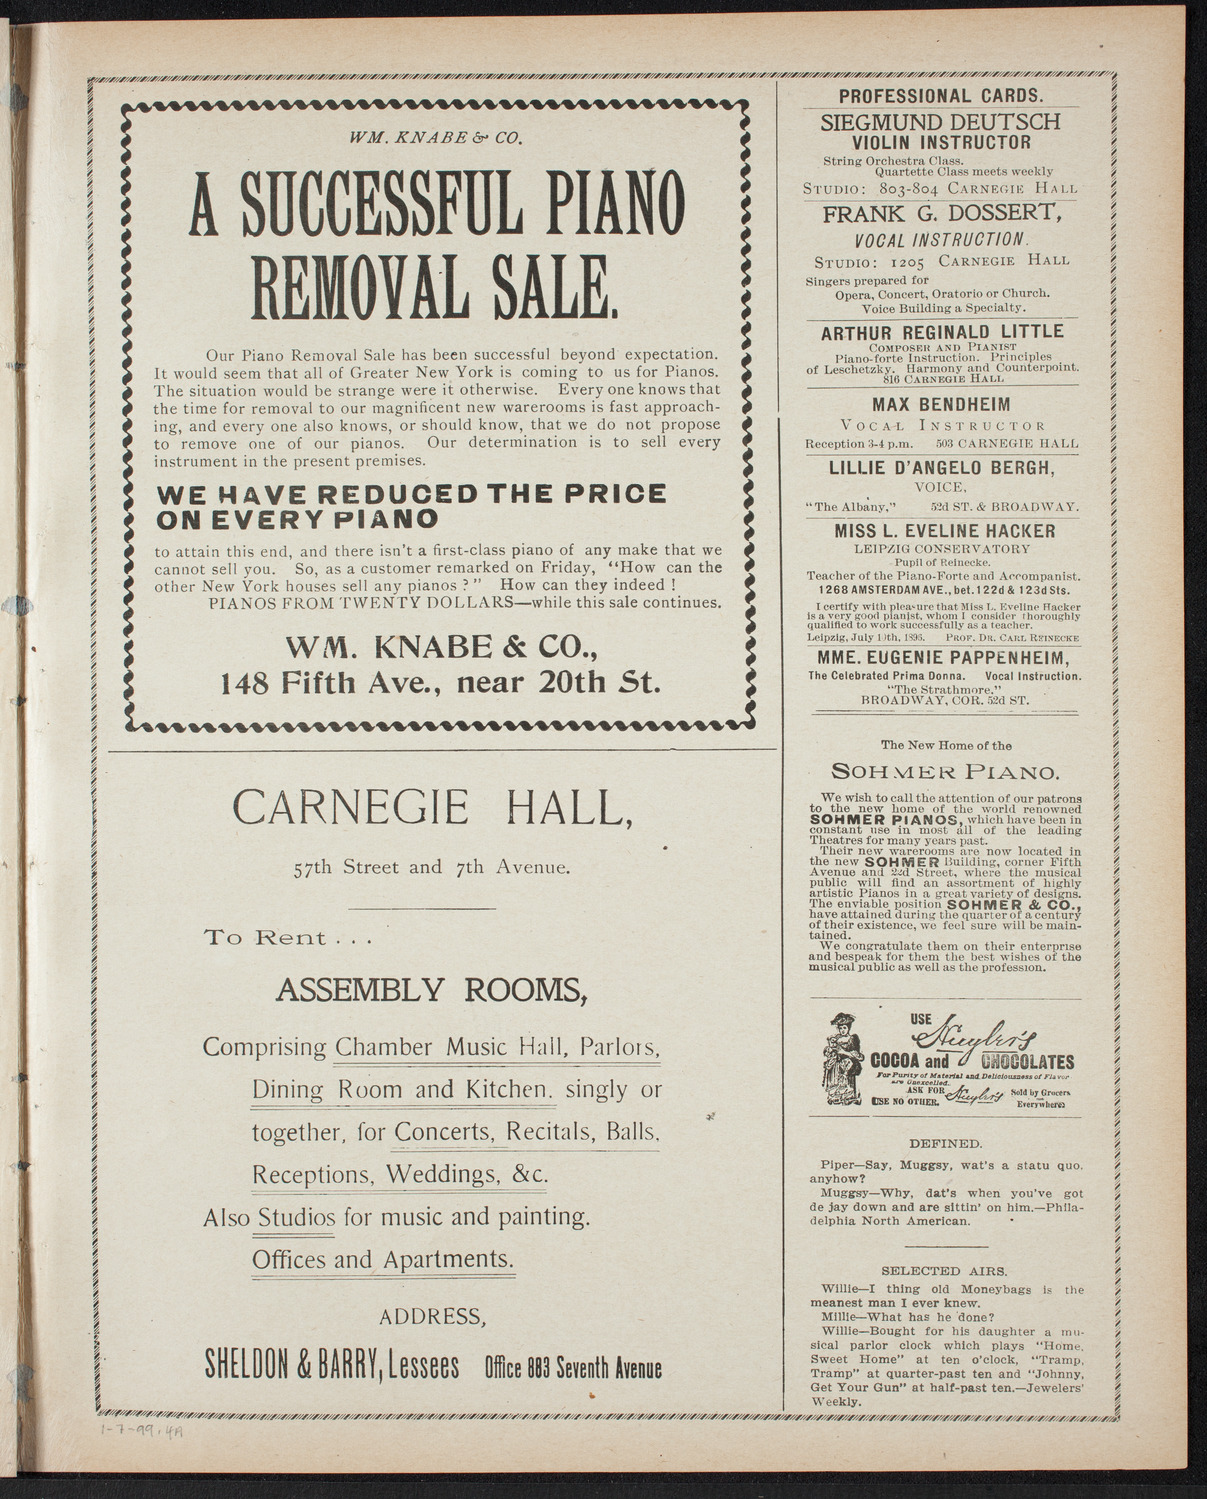 WM. KNABE & CO.
A SUCCESSFUL PIANO
REMOVAL SALE.
Our Piano Removal Sale has been successful beyond expectation.
It would seem that all of Greater New York is coming to us for Pianos.
The situation would be strange were it otherwise. Every one knows that
the time for removal to our magnificent new warerooms is fast approach-
ing, and every one also knows, or should know, that we do not propose
to remove one of our pianos. Our determination is to sell every
instrument in the present premises.
WE HAVE REDUCED THE PRICE
ON EVERY PIANO
to attain this end, and there isn't a first-class piano of any make that we
cannot sell you. So, as a customer remarked on Friday, "How can the
other New York houses sell any pianos ?" How can they indeed !
PIANOS FROM TWENTY DOLLARS—while this sale continues.
WM. KNABE & CO.,
148 Fifth Ave., near 20th St.
CARNEGIE HALL,
57th Street and 7th Avenue.
To Rent . . .
ASSEMBLY ROOMS,
Comprising Chamber Music Hall, Parlors,
Dining Room and Kitchen. singly or
together, for Concerts, Recitals, Balls,
Receptions, Weddings, &c.
Also Studios for music and painting.
Offices and Apartments.
ADDRESS,
SHELDON & BARRY, Lessees Office 883 Seventh Avenue
PROFESSIONAL CARDS.
SIEGMUND DEUTSCH
VIOLIN INSTRUCTOR
String Orchestra Class.
Quartette Class meets weekly
STUDIO: 803-804 CARNEGIE HALL
FRANK G. DOSSERT,
VOCAL INSTRUCTION.
STUDIO: 1205 CARNEGIE HALL
Singers prepared for
Opera, Concert, Oratorio or Church.
Voice Building a Specialty.
ARTHUR REGINALD LITTLE
COMPOSER AND PIANIST
Piano-forte Instruction. Principles
of Leschetzky. Harmony and Counterpoint.
816 CARNEGIE HALL
MAX BENDHEIM
VOCAL INSTRUCTOR
Reception 3-4 p.m. 503 CARNEGIE HALL
LILLIE D'ANGELO BERGH,
VOICE,
"The Albany," 52d ST. & BROADWAY.
MISS L. EVELINE HACKER
LEIPZIG CONSERVATORY
Pupil of Reinecke.
Teacher of the Piano-Forte and Accompanist.
1268 AMSTERDAM AVE., bet. 122d & 123d Sts.
I certify with pleasure that Miss L. Eveline Hacker
is a very good pianist, whom I consider thoroughly
qualified to work successfully as a teacher.
Leipzig, July 10th, 1895. PROF. DR. CARL REINECKE
MME. EUGENIE PAPPENHEIM,
The Celebrated Prima Donna. Vocal Instruction.
"The Strathmore,"
BROADWAY, COR. 52d ST.
The New Home of the
SOHMER PIANO.
We wish to call the attention of our patrons
to the new home of the world renowned
SOHMER PIANOS, which have been in
constant use in most all of the leading
Theatres for many years past.
Their new warerooms are now located in
the new SOHMER Building, corner Fifth
Avenue and 22d Street, where the musical
public will find an assortment of highly
artistic Pianos in a great variety of designs.
The enviable position SOHMER & CO.,
have attained during the quarter of a century
of their existence, we feel sure will be main-
tained.
We congratulate them on their enterprise
and bespeak for them the best wishes of the
musical public as well as the profession.
USE Huyler's
COCOA and CHOCOLATES
For Purity of Material and Deliciousness of Flavor
are Unexcelled.
ASK FOR Huyler's Sold by Grocers
USE NO OTHER. Everywhere
DEFINED.
Piper—Say, Muggsy, wat's a statu quo,
anyhow?
Muggsy—Why, dat's when you've got
de jay down and are sittin' on him.—Phila-
delphia North American.
SELECTED AIRS.
Willie—I thing old Moneybags is the
meanest man I ever knew.
Millie—What has he done?
Willie—Bought for his daughter a mu-
sical parlor clock which plays "Home,
Sweet Home" at ten o'clock, "Tramp,
Tramp" at quarter-past ten and "Johnny,
Get Your Gun" at half-past ten.—Jewelers'
Weekly.
1-7-99.4A